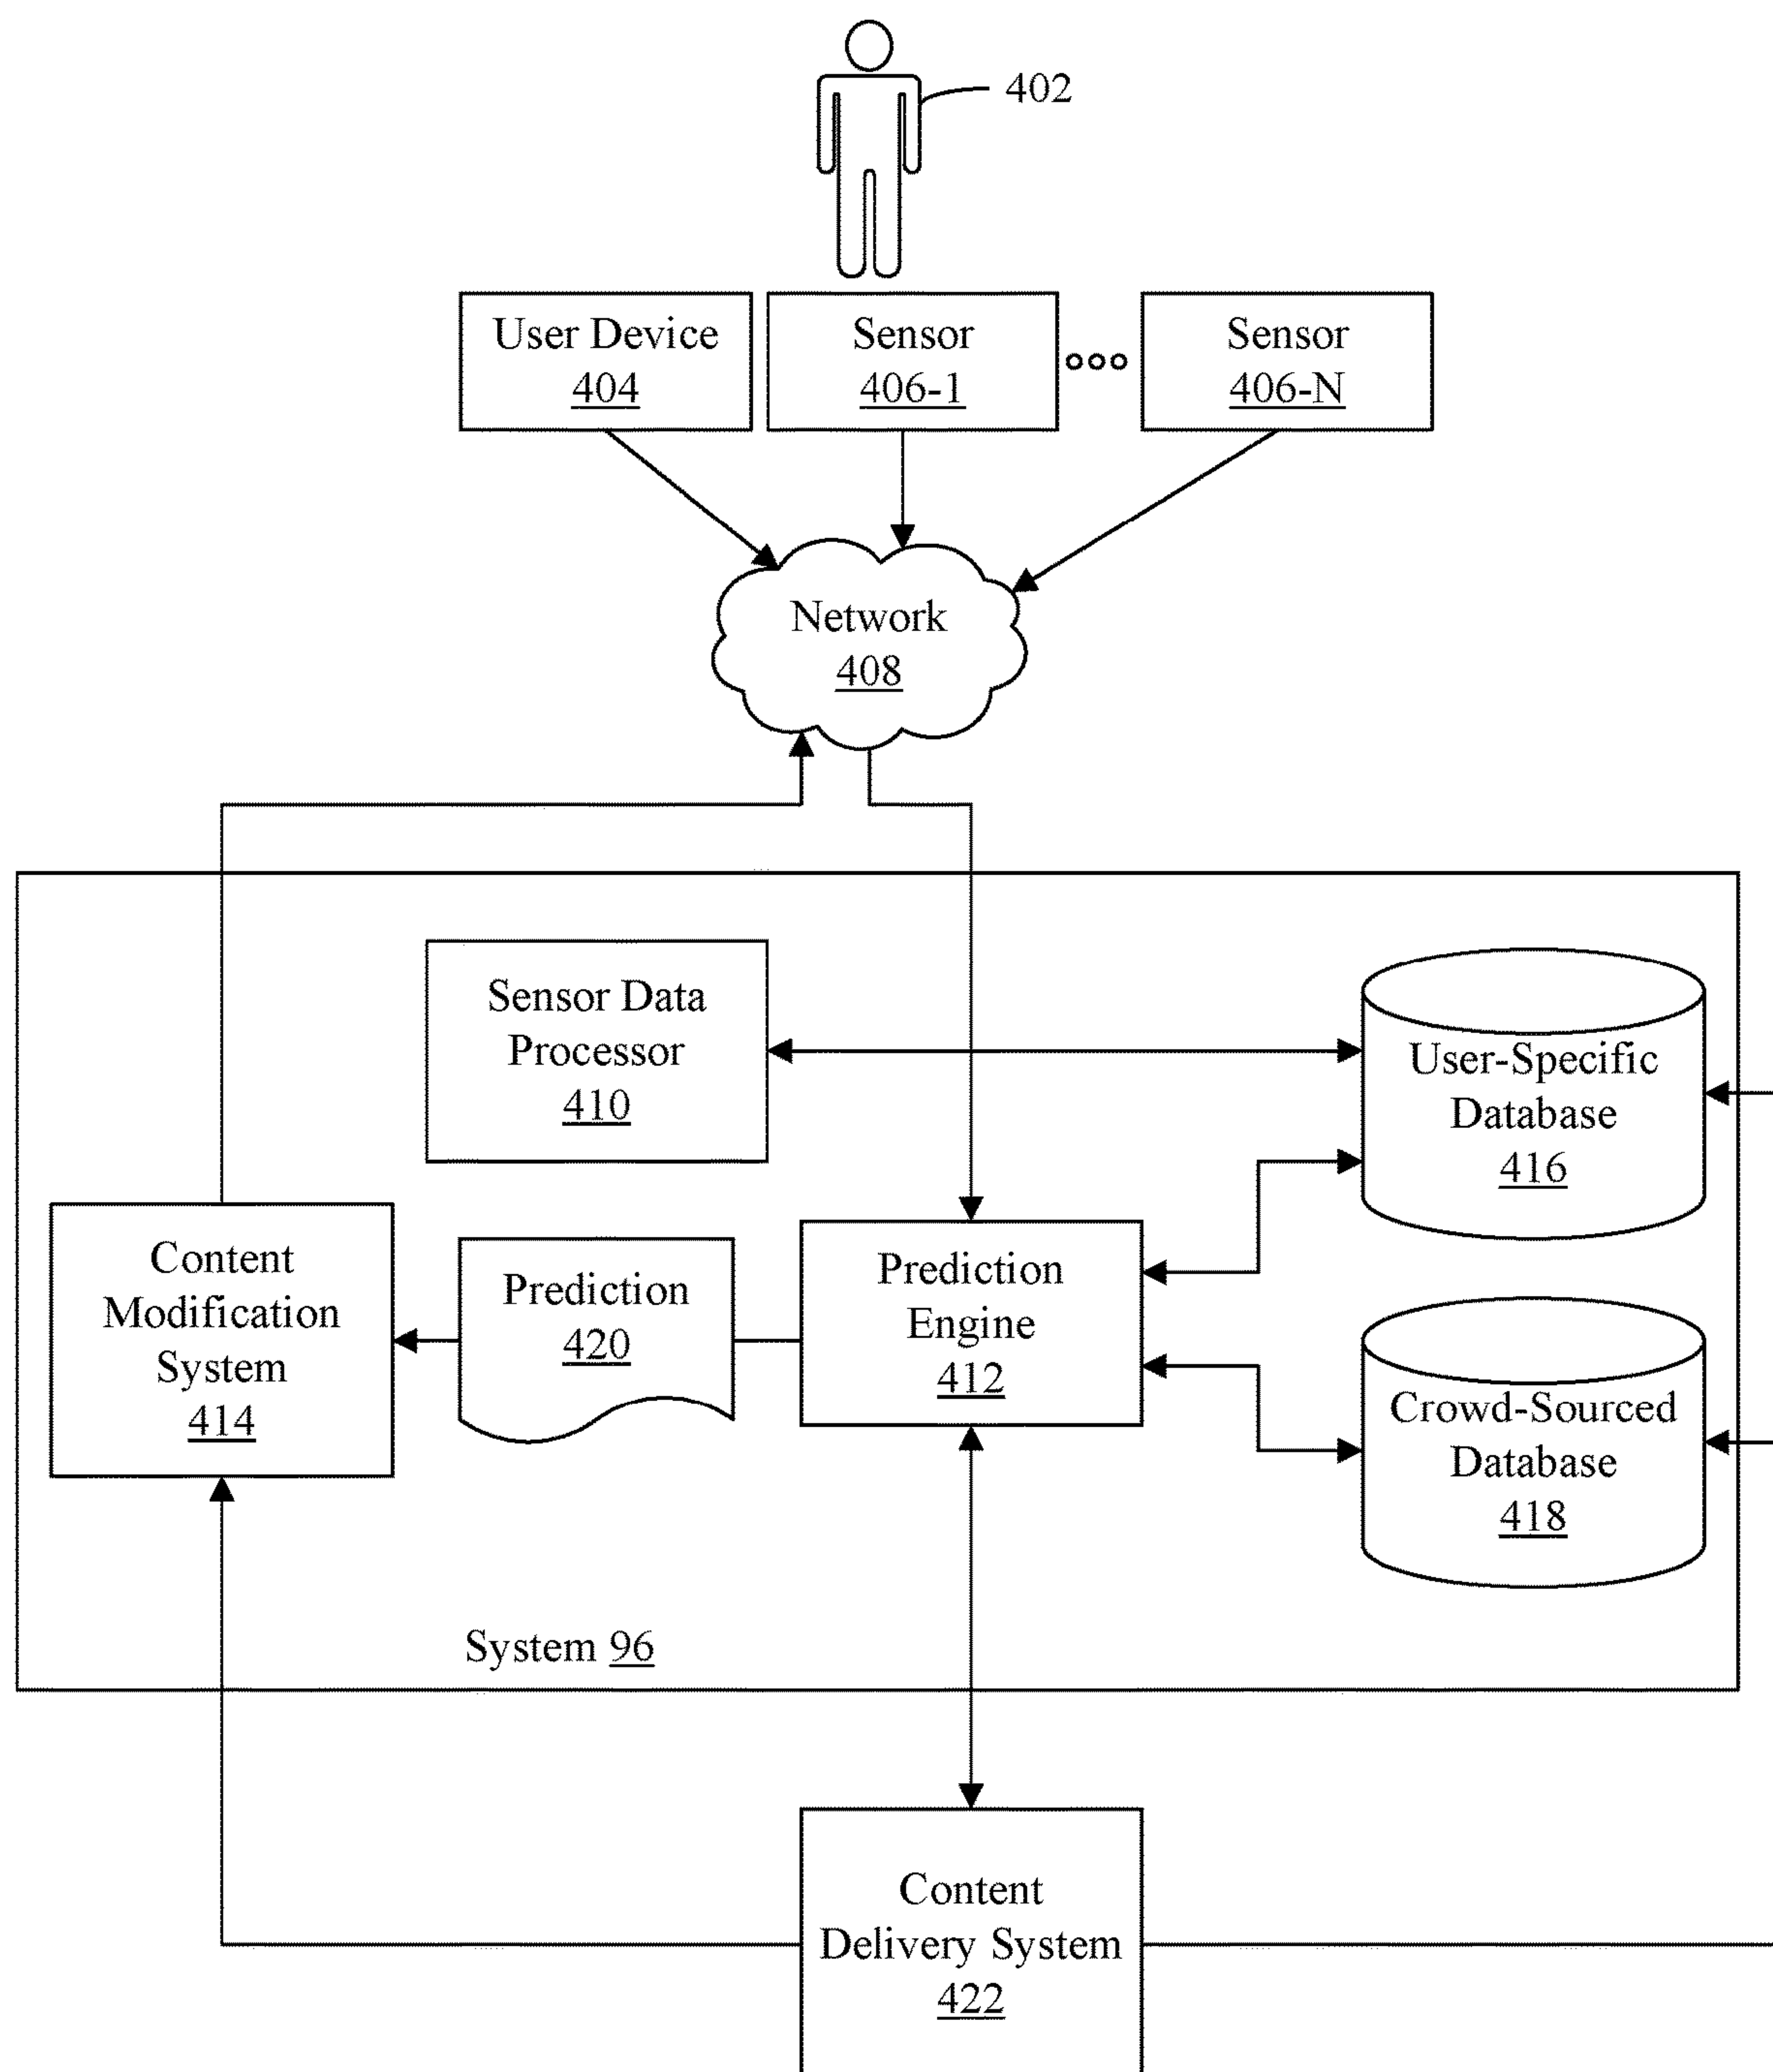 402
User Device
404
Sensor
406-1
Sensor
406-N
Network
408
Sensor Data
Processor
410
User-Specific
Database
416
Content
Modification
System
414
Prediction
420
Prediction
Engine
412
Crowd-Sourced
Database
418
System 96
Content
Delivery System
422